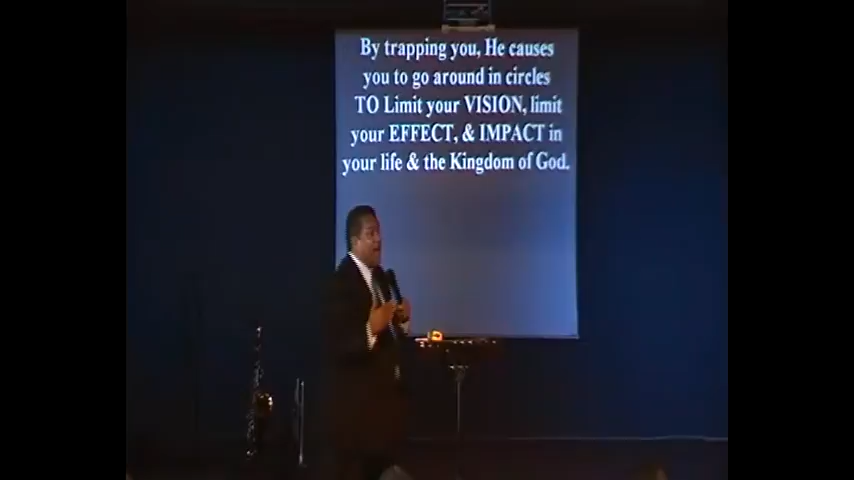 By trapping you, He causes
you to go around in circles
TO Limit your VISION, limit
your EFFECT, & IMPACT in
your life & the Kingdom of God.